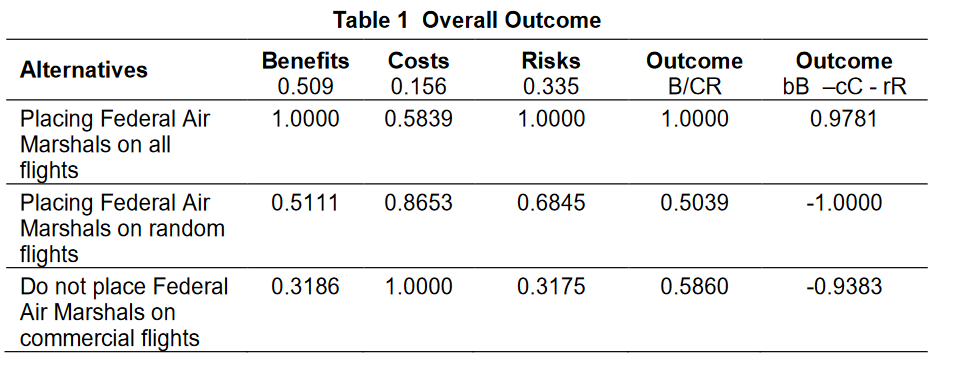 Table 1 Overall Outcome
Alternatives Benefits Costs Risks Outcome Outcome
0.509 0.156 0.335 B/CR bB –cC - rR
Placing Federal Air 1.0000 0.5839 1.0000 1.0000 0.9781
Marshals on all
flights
Placing Federal Air 0.5111 0.8653 0.6845 0.5039 -1.0000
Marshals on random
flights
Do not place Federal 0.3186 1.0000 0.3175 0.5860 -0.9383
Air Marshals on
commercial flights